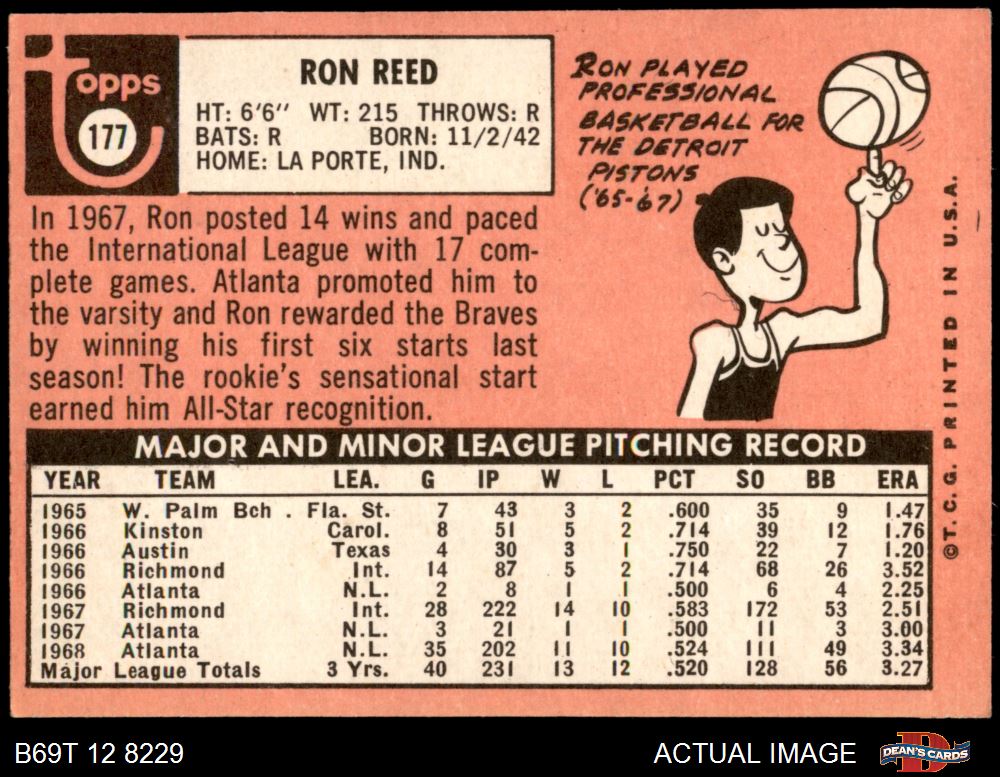 Topps
177
RON REED
HT: 6'6" WT: 215 THROWS: R
BATS: R BORN: 11/2/42
HOME: LA PORTE, IND.
RON PLAYED
PROFESSIONAL
BASKETBALL FOR
THE DETROIT
PISTONS
('65-'67)
In 1967, Ron posted 14 wins and paced
the International League with 17 com-
plete games. Atlanta promoted him to
the varsity and Ron rewarded the Braves
by winning his first six starts last
season! The rookie's sensational start
earned him All-Star recognition.
MAJOR AND MINOR LEAGUE PITCHING RECORD
YEAR TEAM LEA. G IP W L PCT SO BB ERA
1965 W. Palm Bch . Fla. St. 7 43 3 2 .600 35 9 1.47
1966 Kinston Carol. 8 51 5 2 .714 39 12 1.76
1966 Austin Texas 4 30 3 1 .750 22 7 1.20
1966 Richmond Int. 14 87 5 2 .714 68 26 3.52
1966 Atlanta N.L. 2 8 1 1 .500 6 4 2.25
1967 Richmond Int. 28 222 14 10 .583 172 53 2.51
1967 Atlanta N.L. 3 21 1 1 .500 11 3 3.00
1968 Atlanta N.L. 35 202 11 10 .524 111 49 3.34
Major League Totals 3 Yrs. 40 231 13 12 .520 128 56 3.27
©T.C.G. PRINTED IN U.S.A.
B69T 12 8229
ACTUAL IMAGE
D
DEAN'S CARDS